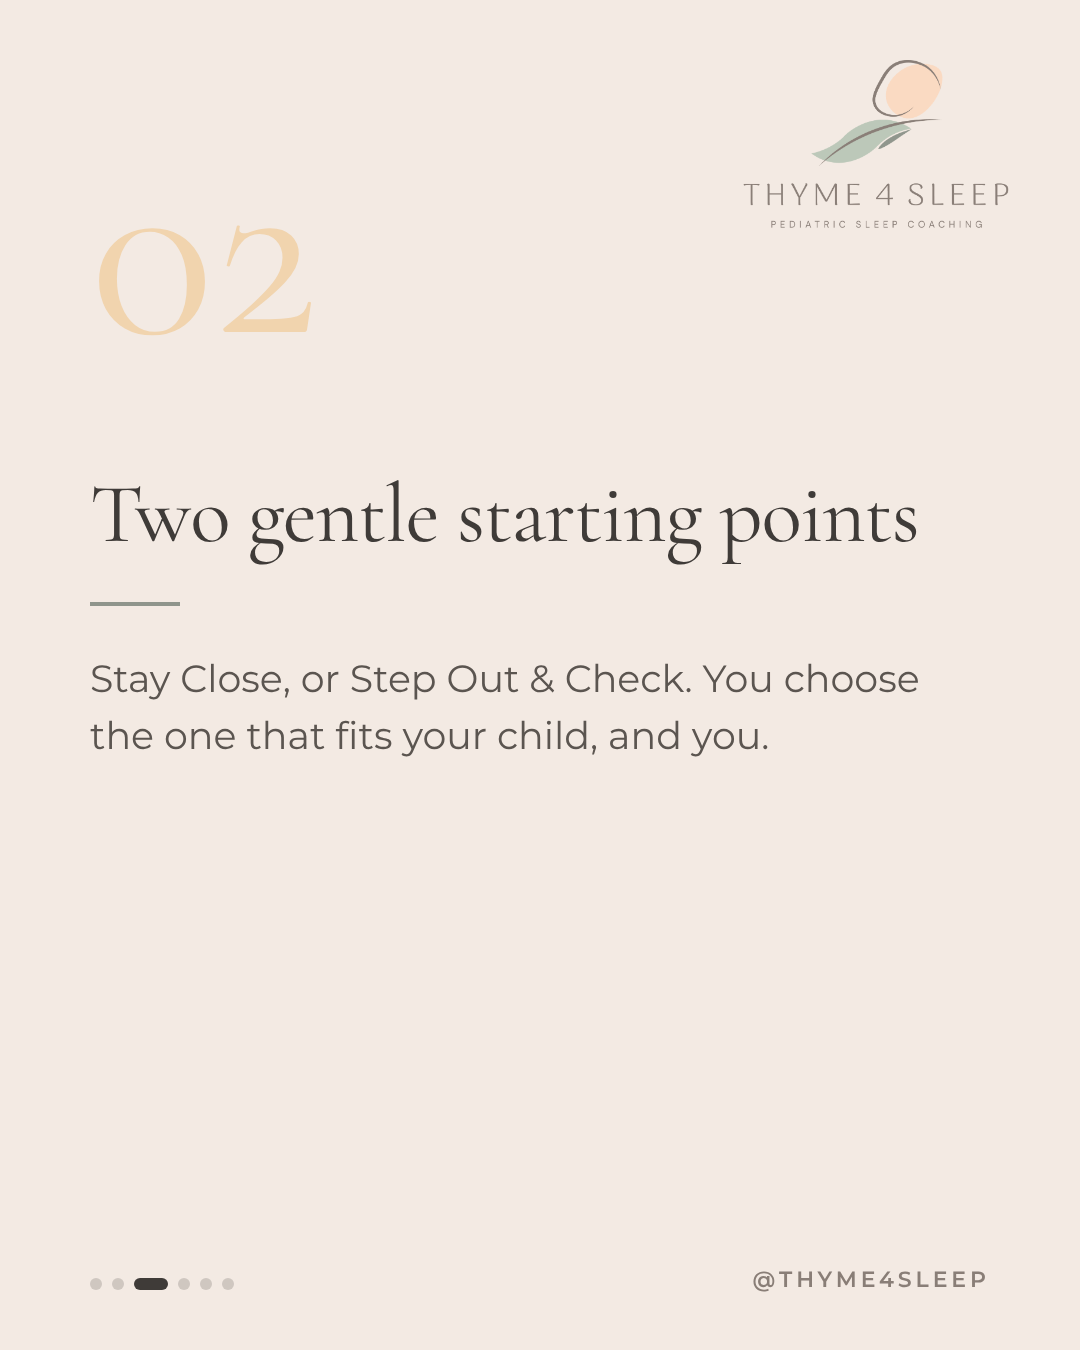 THYME 4 SLEEP
PEDIATRIC SLEEP COACHING
02
Two gentle starting points
Stay Close, or Step Out & Check. You choose
the one that fits your child, and you.
@THYME4SLEEP